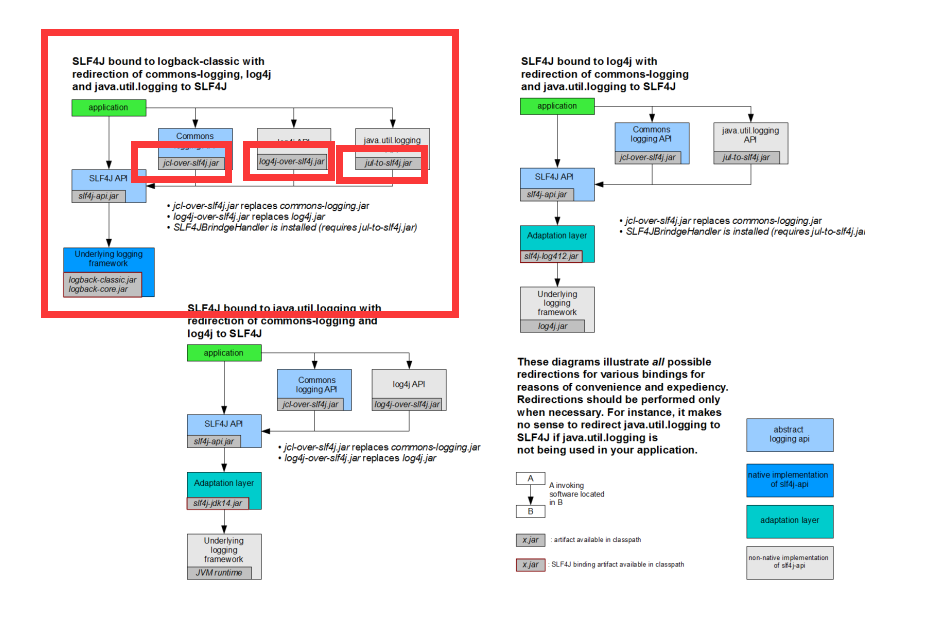 SLF4J bound to logback-classic with
redirection of commons-logging, log4j
and java.util.logging to SLF4J
application
Commons
log4j API
java.util.logging
jcl-over-slf4j.jar
log4j-over-slf4j.jar
jul-to-slf4j.jar
SLF4J API
slf4j-api.jar
• jcl-over-slf4j.jar replaces commons-logging.jar
• log4j-over-slf4j.jar replaces log4j.jar
• SLF4JBrindgeHandler is installed (requires jul-to-slf4j.jar)
Underlying logging
framework
logback-classic.jar
logback-core.jar
SLF4J bound to log4j with
redirection of commons-logging
and java.util.logging to SLF4J
application
Commons
logging API
jcl-over-slf4j.jar
java.util.logging
API
jul-to-slf4j.jar
SLF4J API
slf4j-api.jar
• jcl-over-slf4j.jar replaces commons-logging.jar
• SLF4JBrindgeHandler is installed (requires jul-to-slf4j.jar
Adaptation layer
slf4j-log412.jar
Underlying
logging
framework
log4j.jar
SLF4J bound to java.util.logging with
redirection of commons-logging and
log4j to SLF4J
application
Commons
logging API
jcl-over-slf4j.jar
log4j API
log4j-over-slf4j.jar
SLF4J API
slf4j-api.jar
• jcl-over-slf4j.jar replaces commons-logging.jar
• log4j-over-slf4j.jar replaces log4j.jar
Adaptation layer
slf4j-jdk14.jar
Underlying
logging
framework
JVM runtime
These diagrams illustrate all possible
redirections for various bindings for
reasons of convenience and expediency.
Redirections should be performed only
when necessary. For instance, it makes
no sense to redirect java.util.logging to
SLF4J if java.util.logging is
not being used in your application.
A
B
A invoking
software located
in B
x.jar : artifact available in classpath
x.jar : SLF4J binding artifact available in classpath
abstract
logging api
native implementation
of slf4j-api
adaptation layer
non-native implementation
of slf4j-api